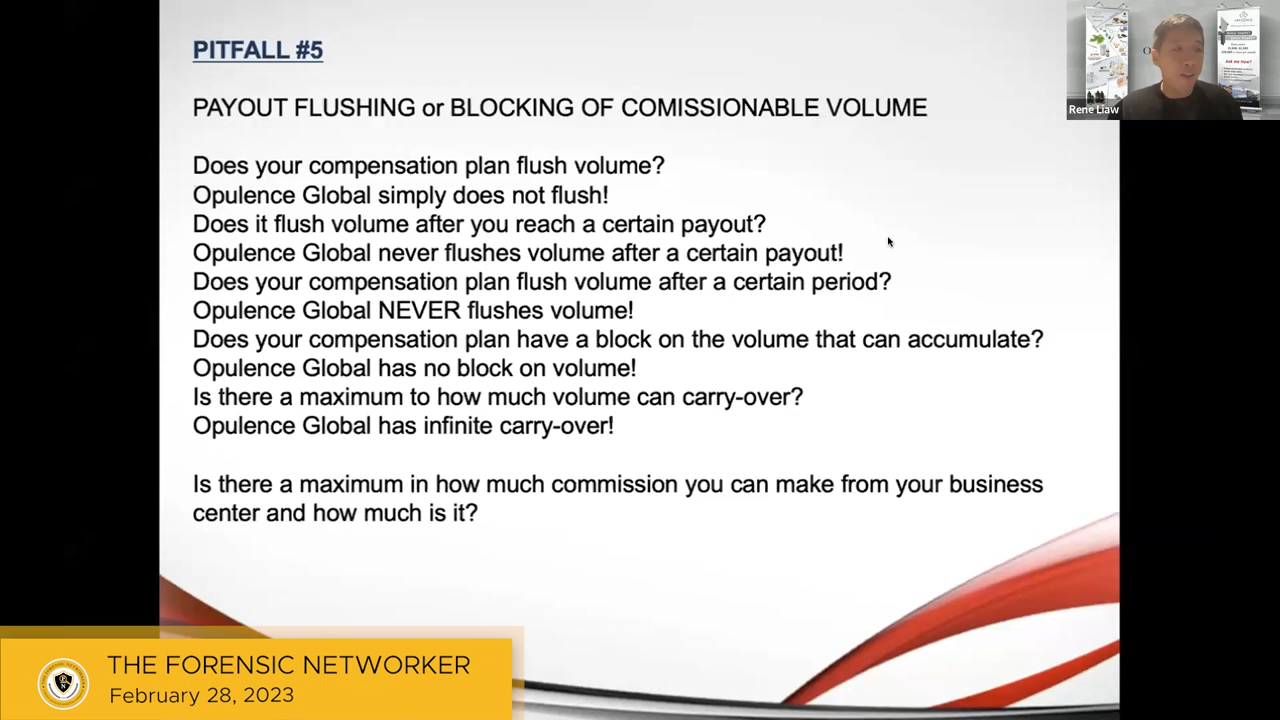 PITFALL #5
PAYOUT FLUSHING or BLOCKING OF COMISSIONABLE VOLUME
Does your compensation plan flush volume?
Opulence Global simply does not flush!
Does it flush volume after you reach a certain payout?
Opulence Global never flushes volume after a certain payout!
Does your compensation plan flush volume after a certain period?
Opulence Global NEVER flushes volume!
Does your compensation plan have a block on the volume that can accumulate?
Opulence Global has no block on volume!
Is there a maximum to how much volume can carry-over?
Opulence Global has infinite carry-over!
Is there a maximum in how much commission you can make from your business
center and how much is it?
Rene Liaw
Ask me How?
THE FORENSIC NETWORKER
February 28, 2023